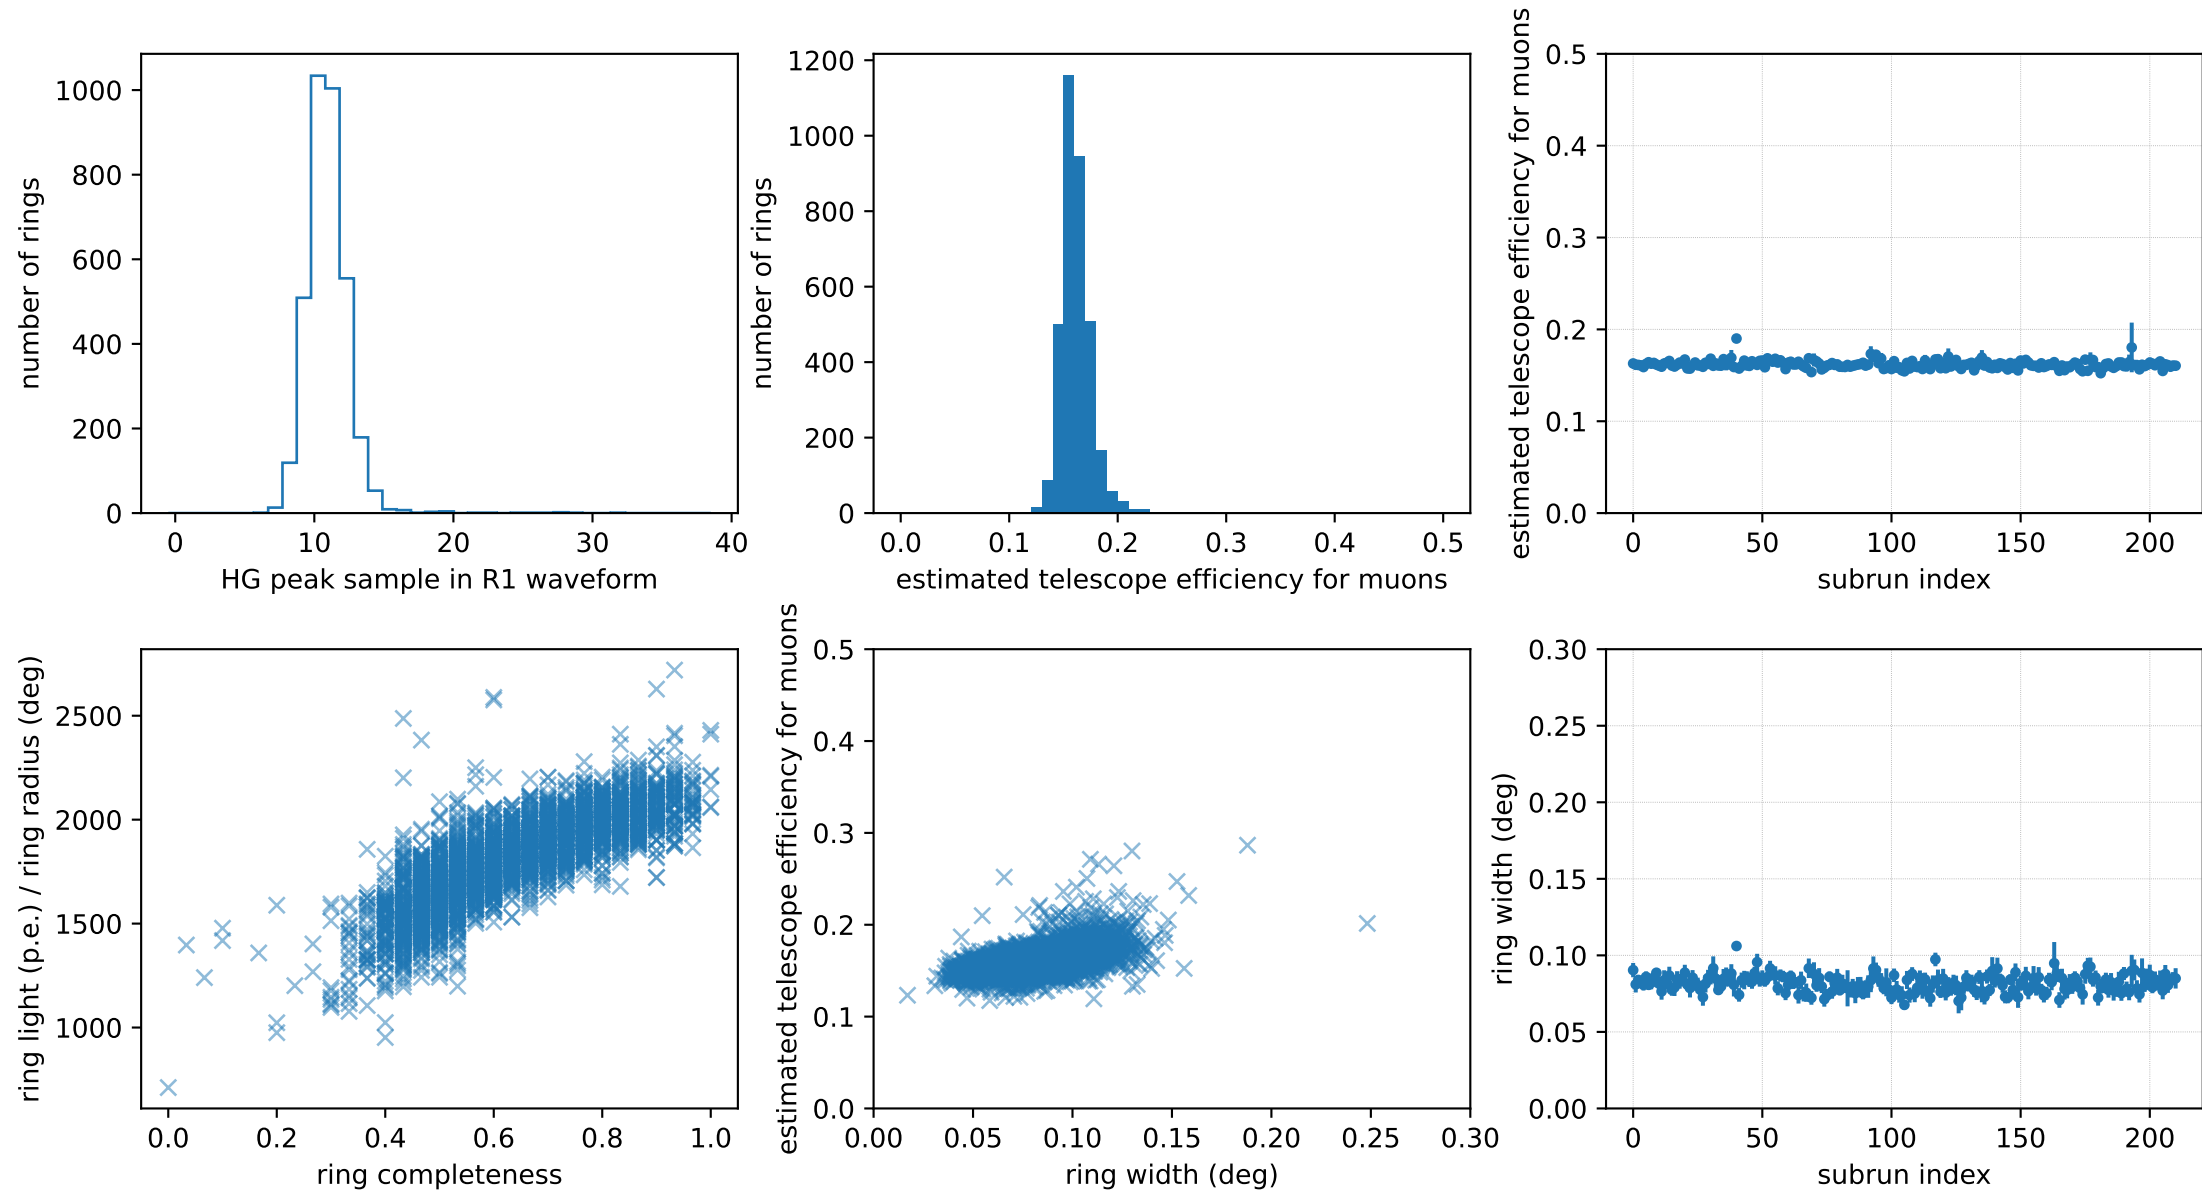 number of rings
1000
800
600
400
200
0
0 10 20 30 40
HG peak sample in R1 waveform
number of rings
1200
1000
800
600
400
200
0
0.0 0.1 0.2 0.3 0.4 0.5
estimated telescope efficiency for muons
estimated telescope efficiency for muons
0.5
0.4
0.3
0.2
0.1
0.0
0 50 100 150 200
subrun index
ring light (p.e.) / ring radius (deg)
2500
2000
1500
1000
0.0 0.2 0.4 0.6 0.8 1.0
ring completeness
estimated telescope efficiency for muons
0.5
0.4
0.3
0.2
0.1
0.0
0.00 0.05 0.10 0.15 0.20 0.25 0.30
ring width (deg)
ring width (deg)
0.30
0.25
0.20
0.15
0.10
0.05
0.00
0 50 100 150 200
subrun index